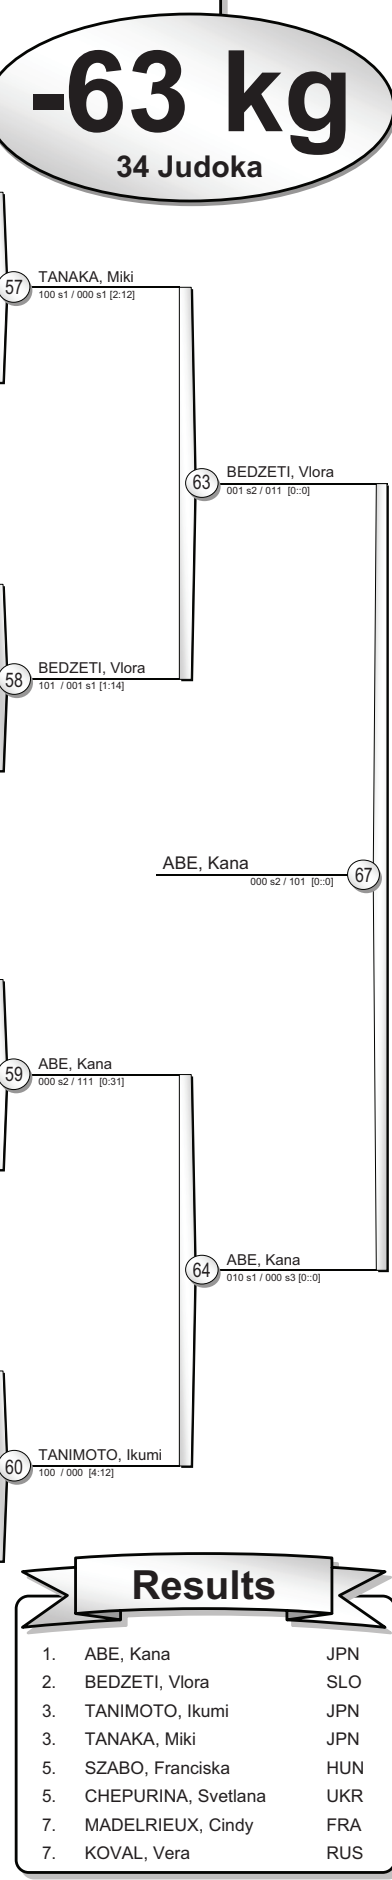 -63 kg
34 Judoka
57 TANAKA, Miki
100 s1 / 000 s1 [2:12]
63 BEDZETI, Vlora
001 s2 / 011 [0::0]
58 BEDZETI, Vlora
101 / 001 s1 [1:14]
ABE, Kana
000 s2 / 101 [0::0] 67
59 ABE, Kana
000 s2 / 111 [0:31]
64 ABE, Kana
010 s1 / 000 s3 [0::0]
60 TANIMOTO, Ikumi
100 / 000 [4:12]
Results
1. ABE, Kana JPN
2. BEDZETI, Vlora SLO
3. TANIMOTO, Ikumi JPN
3. TANAKA, Miki JPN
5. SZABO, Franciska HUN
5. CHEPURINA, Svetlana UKR
7. MADELRIEUX, Cindy FRA
7. KOVAL, Vera RUS